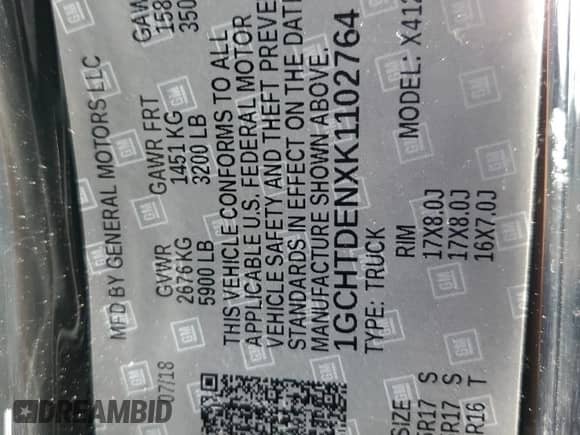 MFD BY GENERAL MOTORS LLC
07/18 GVWR GAWR FRT GAWR
2676KG 1451 KG 158
5900 LB 3200 LB 350
THIS VEHICLE CONFORMS TO ALL
APPLICABLE U.S. FEDERAL MOTOR
VEHICLE SAFETY AND THEFT PREVE
STANDARDS IN EFFECT ON THE DAT
MANUFACTURE SHOWN ABOVE.
1GCHTDENXK1102764
TYPE: TRUCK MODEL: X412
SIZE RIM
R17 S 17X8.0J
R17 S 17X8.0J
R16 T 16X7.0J
GM
DREAMBID